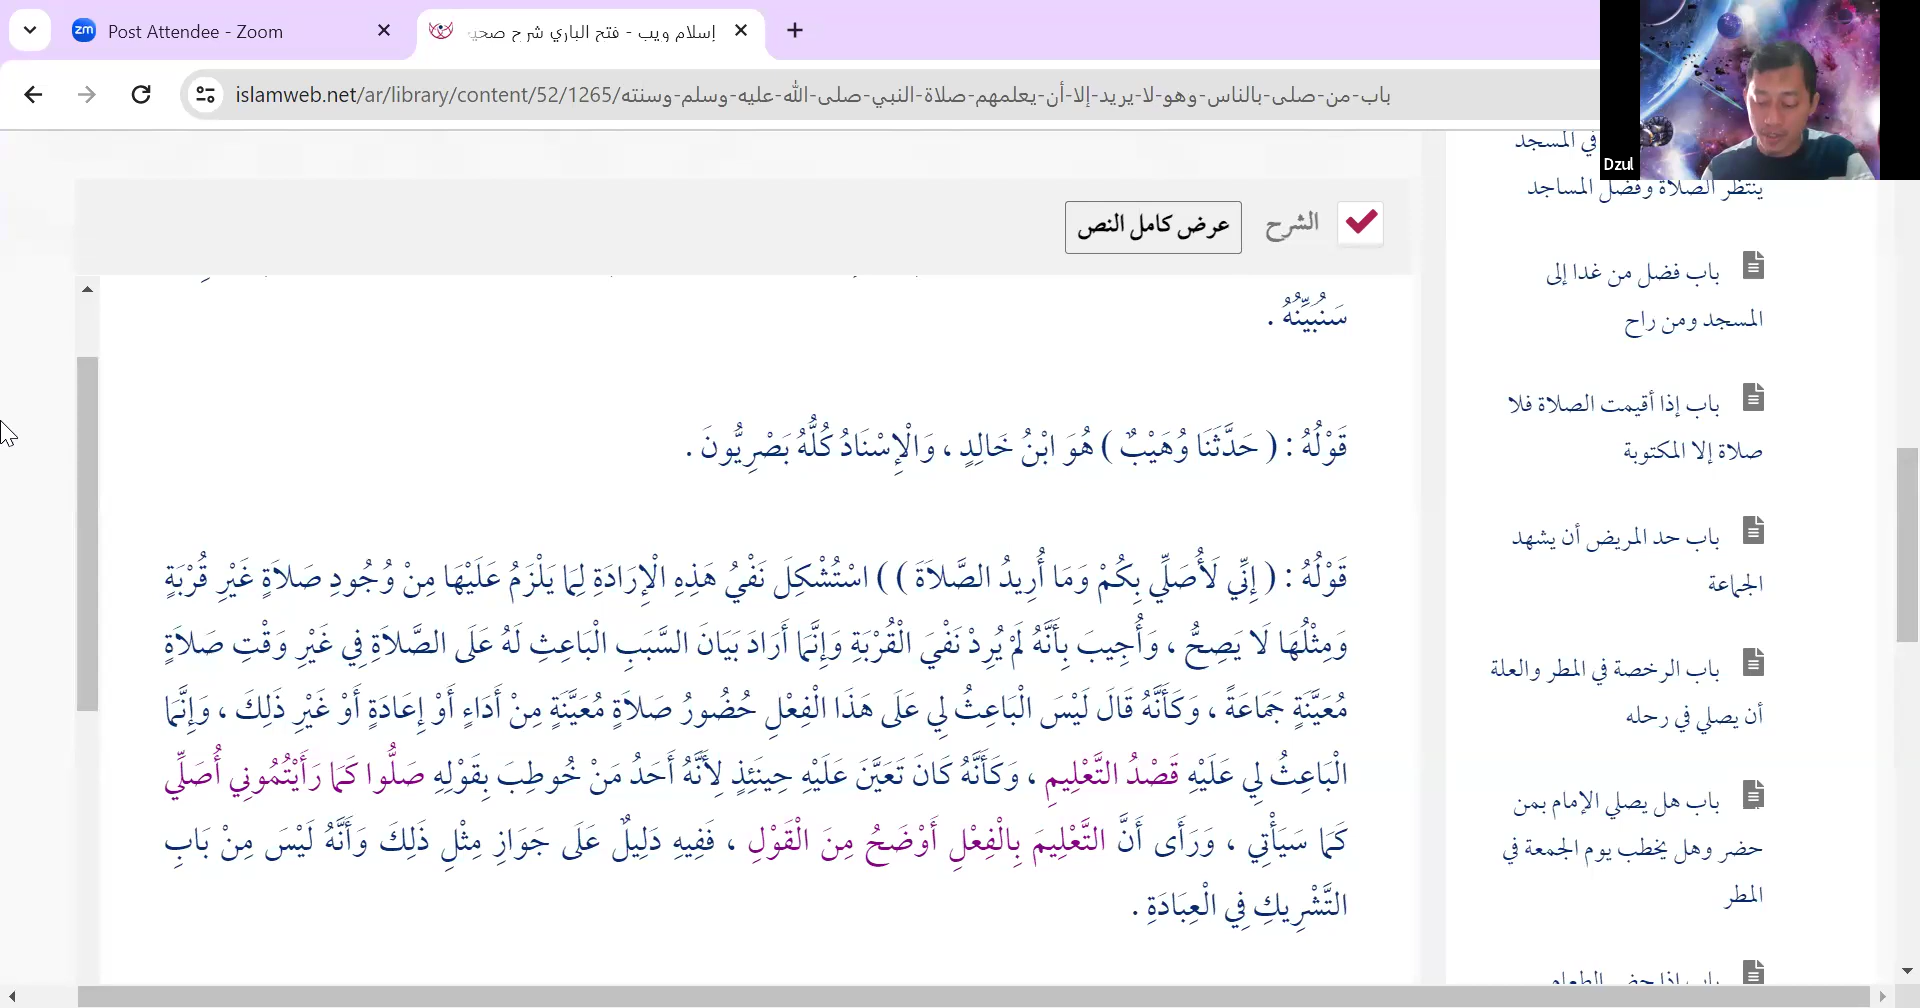 Post Attendee - Zoom
إسلام ويب - فتح الباري شرح صحيح
islamweb.net/ar/library/content/52/1265/باب-من-صلى-بالناس-وهو-لا-يريد-إلا-أن-يعلمهم-صلاة-النبي-صلى-الله-عليه-وسلم-وسنته
Dzul
عرض كامل النص
الشرح
سَنُبَيِّنُهُ .
قَوْلُهُ : ( حَدَّثَنَا وُهَيْبٌ ) هُوَ ابْنُ خَالِدٍ ، وَالْإِسْنَادُ كُلُّهُ بَصْرِيُّونَ .
قَوْلُهُ : ( إِنِّي لَأُصَلِّي بِكُمْ وَمَا أُرِيدُ الصَّلَاةَ ) ) اسْتُشْكِلَ نَفْيُ هَذِهِ الْإِرَادَةِ لِمَا يَلْزَمُ عَلَيْهَا مِنْ وُجُودِ صَلَاةٍ غَيْرِ قُرْبَةٍ
وَمِثْلُهَا لَا يَصِحُّ ، وَأُجِيبَ بِأَنَّهُ لَمْ يُرِدْ نَفْيَ الْقُرْبَةِ وَإِنَّمَا أَرَادَ بَيَانَ السَّبَبِ الْبَاعِثِ لَهُ عَلَى الصَّلَاةِ فِي غَيْرِ وَقْتِ صَلَاةٍ
مُعَيَّنَةٍ جَمَاعَةً ، وَكَأَنَّهُ قَالَ لَيْسَ الْبَاعِثُ لِي عَلَى هَذَا الْفِعْلِ حُضُورُ صَلَاةٍ مُعَيَّنَةٍ مِنْ أَدَاءٍ أَوْ إِعَادَةٍ أَوْ غَيْرِ ذَلِكَ ، وَإِنَّمَا
الْبَاعِثُ لِي عَلَيْهِ قَصْدُ التَّعْلِيمِ ، وَكَأَنَّهُ كَانَ تَعَيَّنَ عَلَيْهِ حِينَئِذٍ لِأَنَّهُ أَحَدُ مَنْ خُوطِبَ بِقَوْلِهِ صَلُّوا كَمَا رَأَيْتُمُونِي أُصَلِّي
كَمَا سَيَأْتِي ، وَرَأَى أَنَّ التَّعْلِيمَ بِالْفِعْلِ أَوْضَحُ مِنَ الْقَوْلِ ، فَفِيهِ دَلِيلٌ عَلَى جَوَازِ مِثْلِ ذَلِكَ وَأَنَّهُ لَيْسَ مِنْ بَابِ
التَّشْرِيكِ فِي الْعِبَادَةِ .
في المسجد
ينتظر الصلاة وفضل المساجد
باب فضل من غدا إلى
المسجد ومن راح
باب إذا أقيمت الصلاة فلا
صلاة إلا المكتوبة
باب حد المريض أن يشهد
الجماعة
باب الرخصة في المطر والعلة
أن يصلي في رحله
باب هل يصلي الإمام بمن
حضر وهل يخطب يوم الجمعة في
المطر
باب إذا حضر الطعام